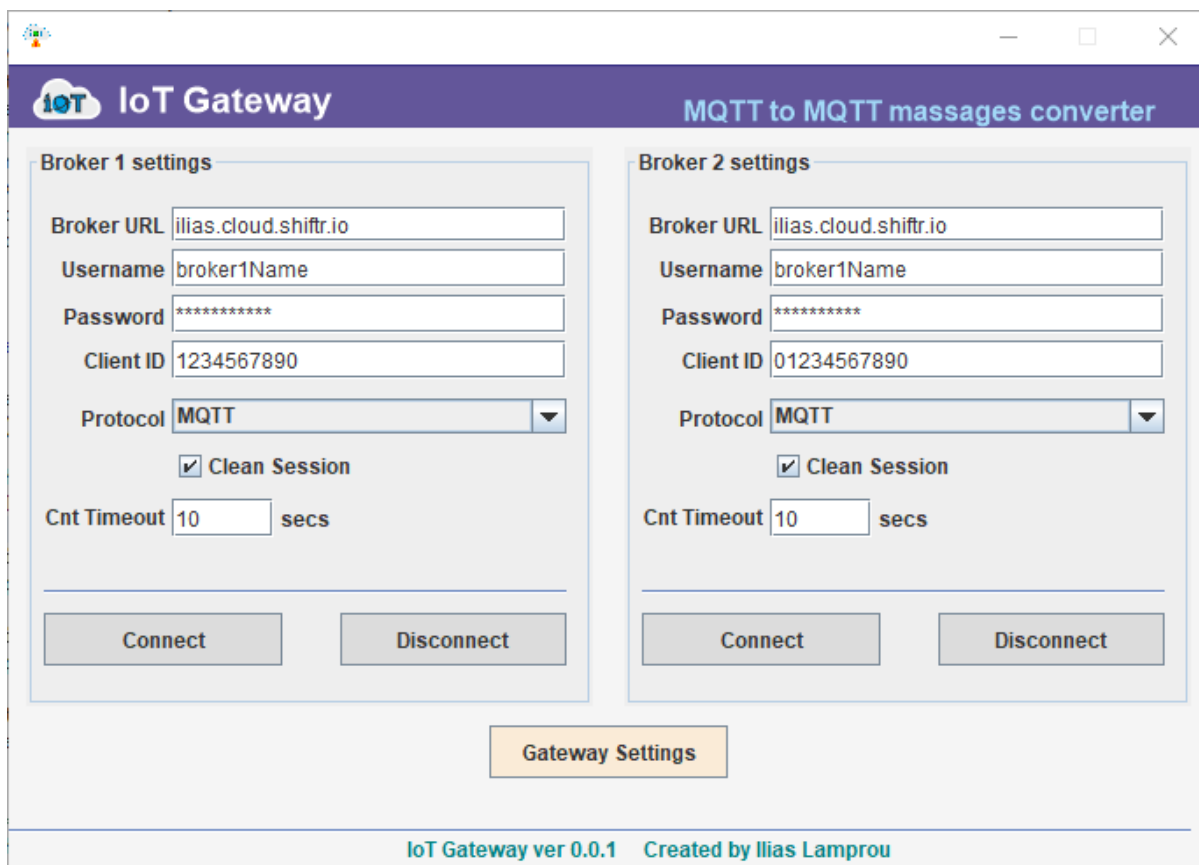 IoT IoT Gateway
MQTT to MQTT massages converter
Broker 1 settings
Broker URL ilias.cloud.shiftr.io
Username broker1Name
Password ***********
Client ID 1234567890
Protocol MQTT
Clean Session
Cnt Timeout 10 secs
Connect Disconnect
Broker 2 settings
Broker URL ilias.cloud.shiftr.io
Username broker1Name
Password **********
Client ID 01234567890
Protocol MQTT
Clean Session
Cnt Timeout 10 secs
Connect Disconnect
Gateway Settings
IoT Gateway ver 0.0.1 Created by Ilias Lamprou